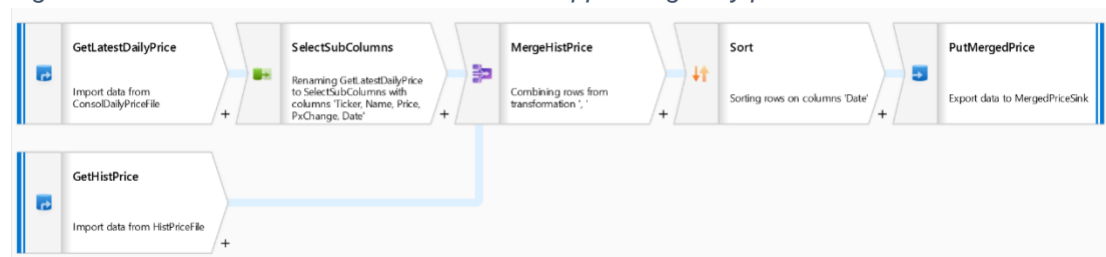 GetLatestDailyPrice
Import data from
ConsolDailyPriceFile
+
SelectSubColumns
Renaming GetLatestDailyPrice
to SelectSubColumns with
columns 'Ticker, Name, Price,
PxChange, Date'
+
MergeHistPrice
Combining rows from
transformation ', '
+
Sort
Sorting rows on columns 'Date'
+
PutMergedPrice
Export data to MergedPriceSink
GetHistPrice
Import data from HistPriceFile
+